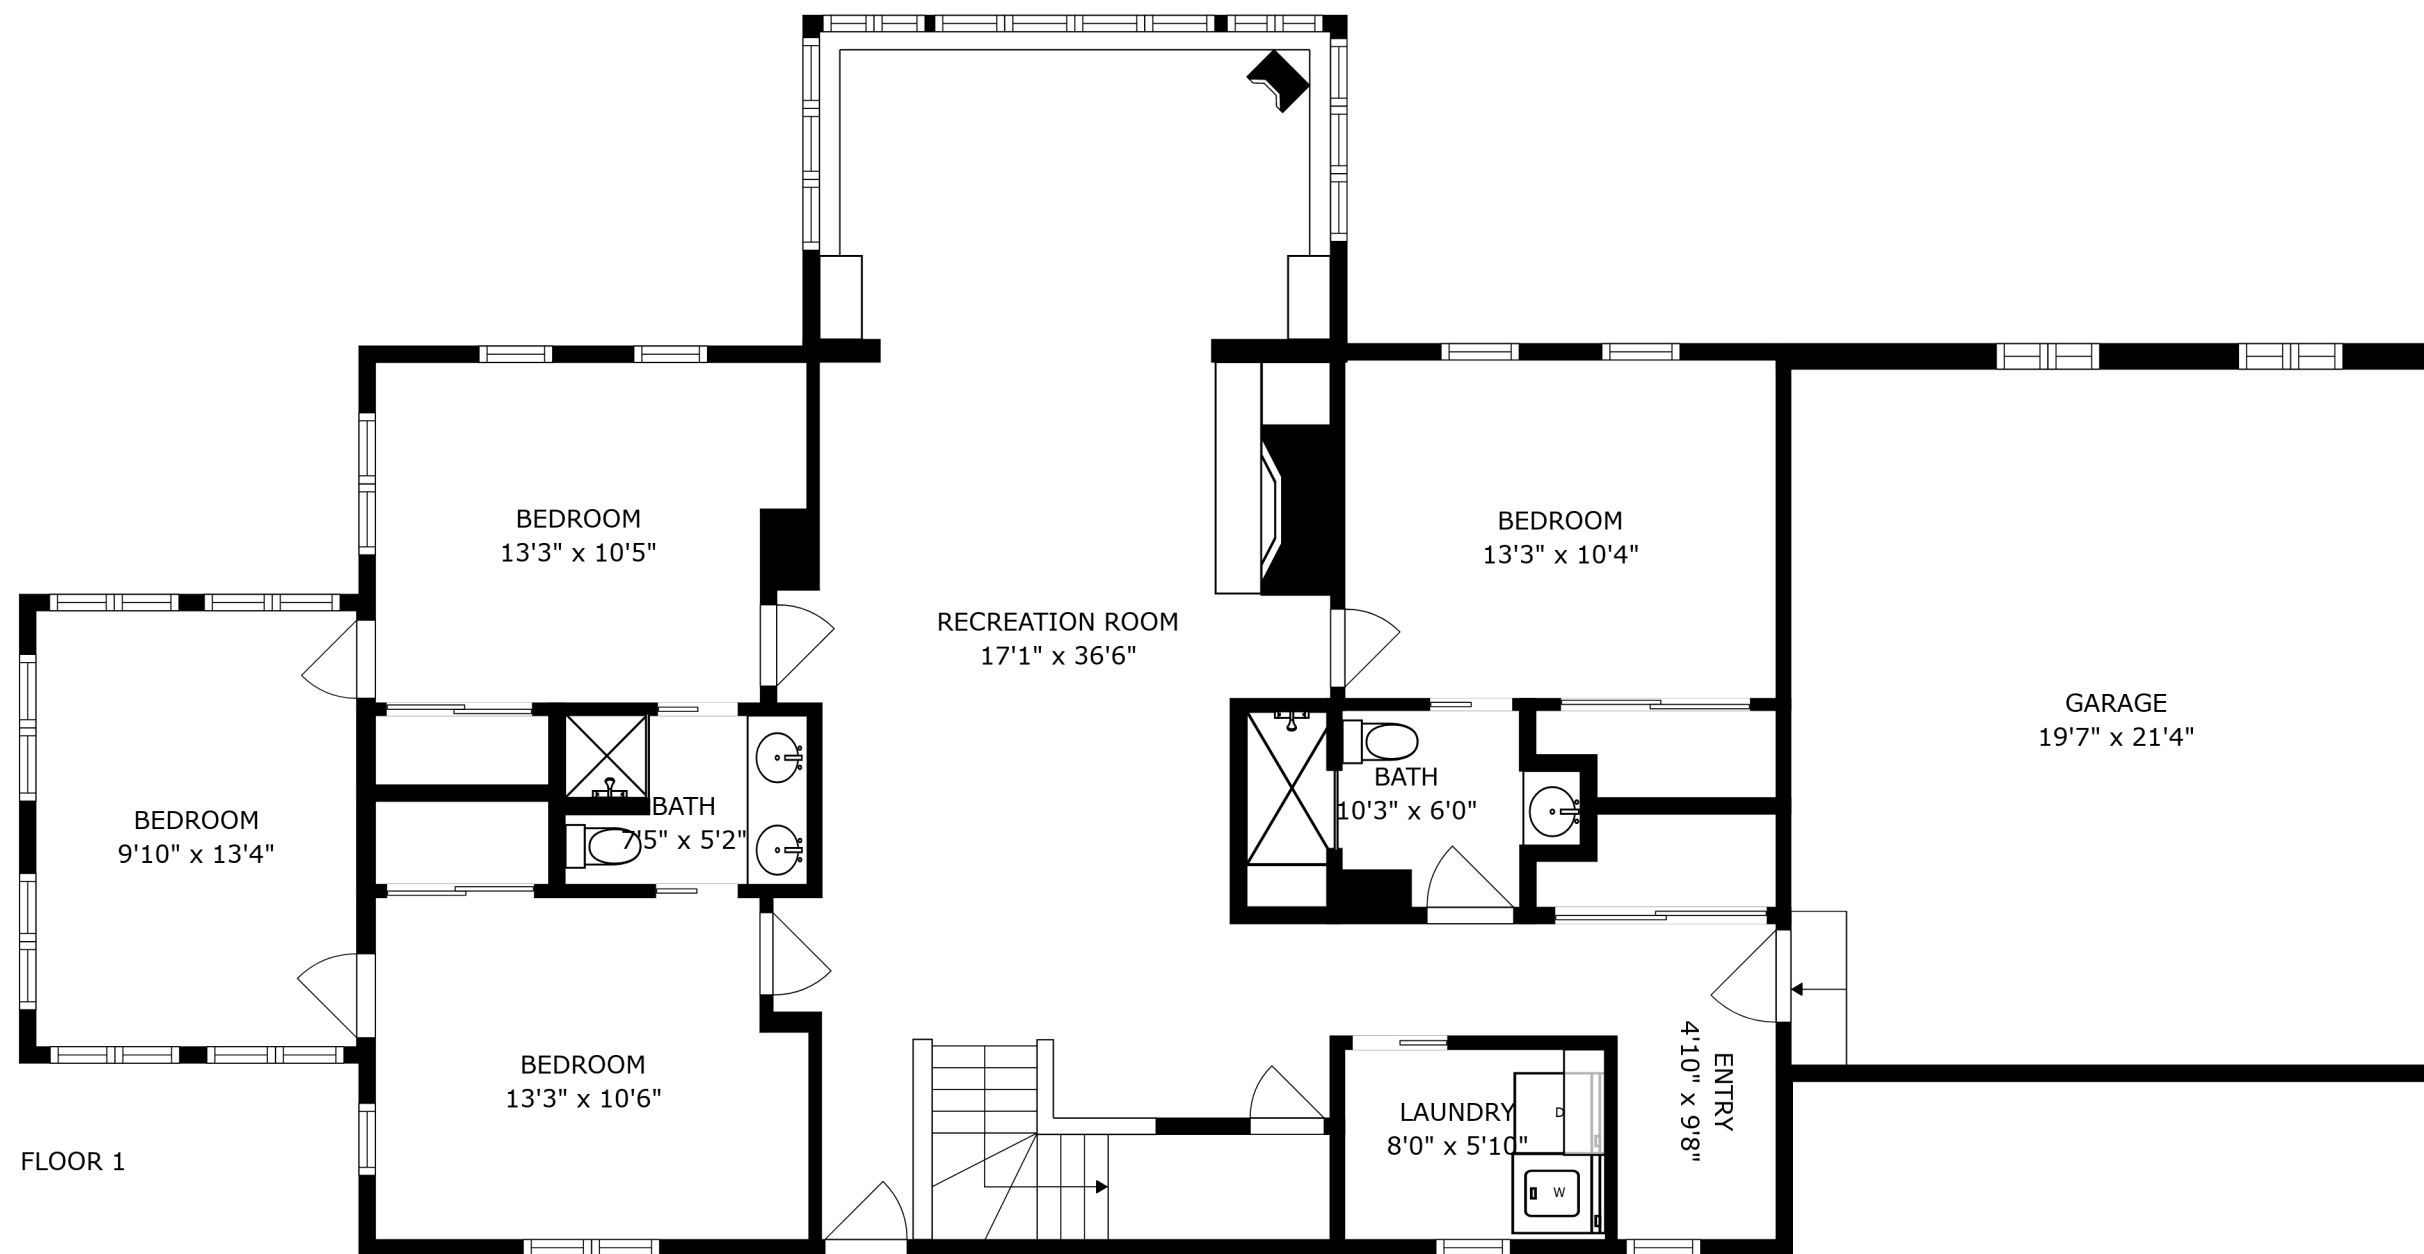 BEDROOM
13'3" x 10'5"
BEDROOM
13'3" x 10'4"
RECREATION ROOM
17'1" x 36'6"
GARAGE
19'7" x 21'4"
BEDROOM
9'10" x 13'4"
BATH
7'5" x 5'2"
BATH
10'3" x 6'0"
BEDROOM
13'3" x 10'6"
LAUNDRY
8'0" x 5'10"
D
W
ENTRY
4'10" x 9'8"
FLOOR 1